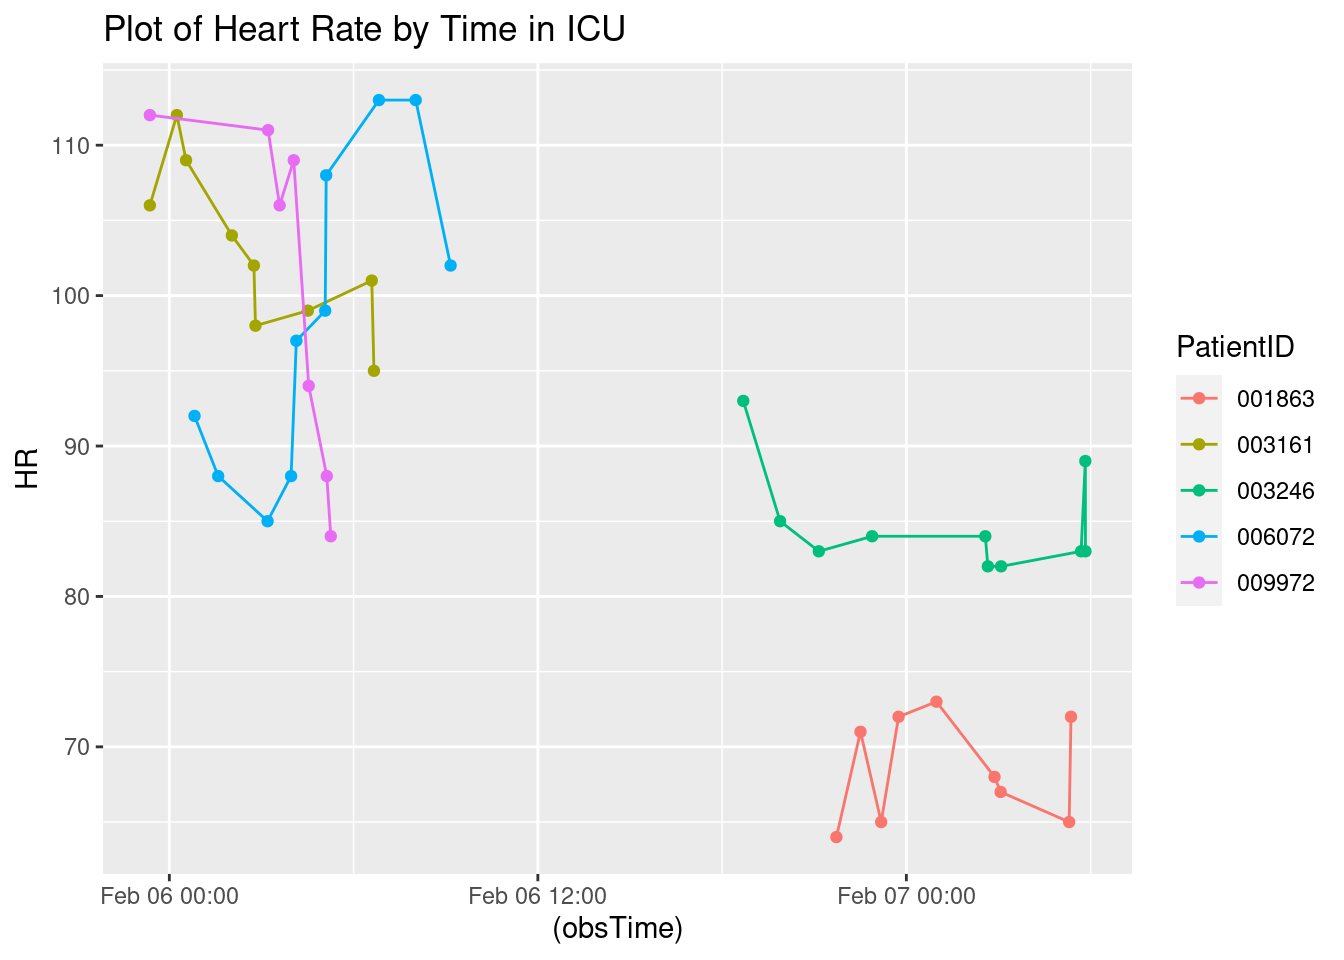 Plot of Heart Rate by Time in ICU
110
100
90
80
70
HR
Feb 06 00:00
Feb 06 12:00
Feb 07 00:00
(obsTime)
PatientID
001863
003161
003246
006072
009972